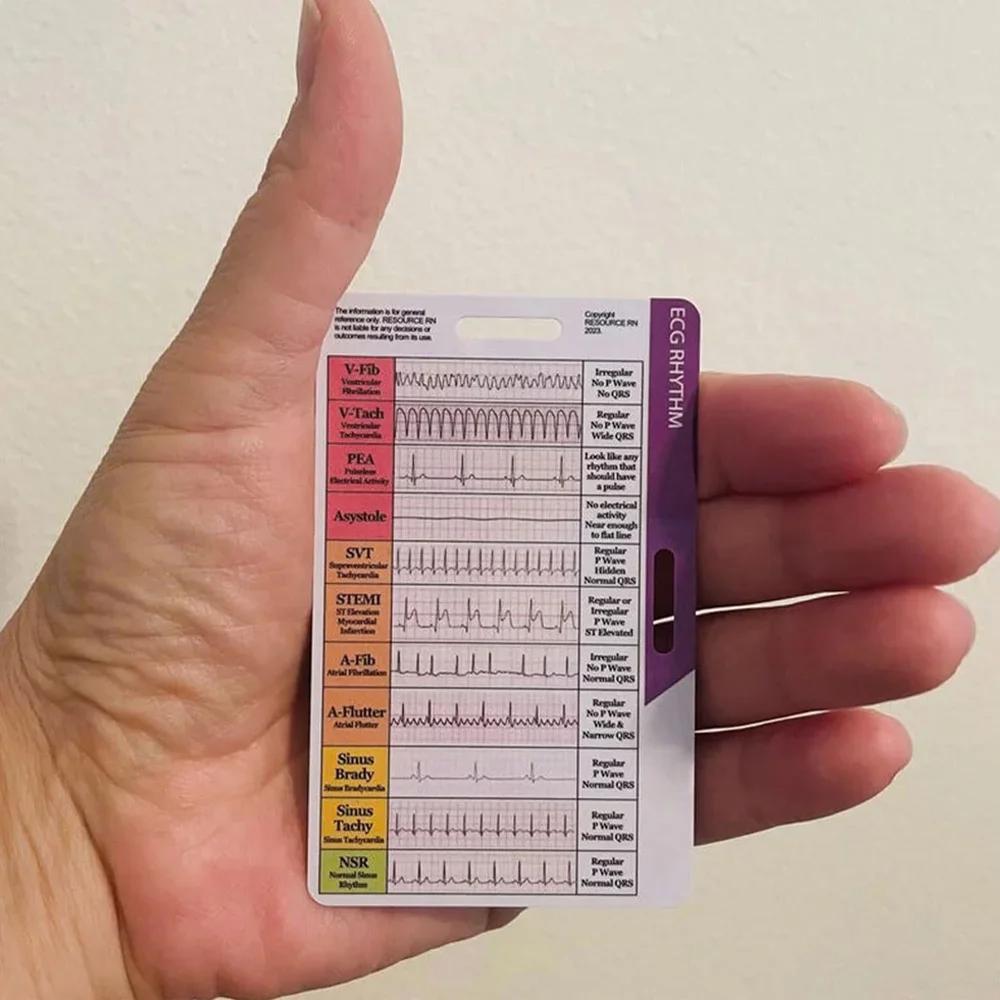 The information is for general
reference only. RESOURCE RN
is not liable for any decisions or
outcomes resulting from its use.
Copyright
RESOURCE RN
2023.
ECG RHYTHM
V-Fib
Ventricular
Fibrillation
Irregular
No P Wave
No QRS
V-Tach
Ventricular
Tachycardia
Regular
No P Wave
Wide QRS
PEA
Pulseless
Electrical Activity
Look like any
rhythm that
should have
a pulse
Asystole
No electrical
activity
Near enough
to flat line
SVT
Supraventricular
Tachycardia
Regular
P Wave
Hidden
Normal QRS
STEMI
ST Elevation
Myocardial
Infarction
Regular or
Irregular
P Wave
ST Elevated
A-Fib
Atrial Fibrillation
Irregular
No P Wave
Normal QRS
A-Flutter
Atrial Flutter
Regular
No P Wave
Wide &
Narrow QRS
Sinus
Brady
Sinus Bradycardia
Regular
P Wave
Normal QRS
Sinus
Tachy
Sinus Tachycardia
Regular
P Wave
Normal QRS
NSR
Normal Sinus
Rhythm
Regular
P Wave
Normal QRS